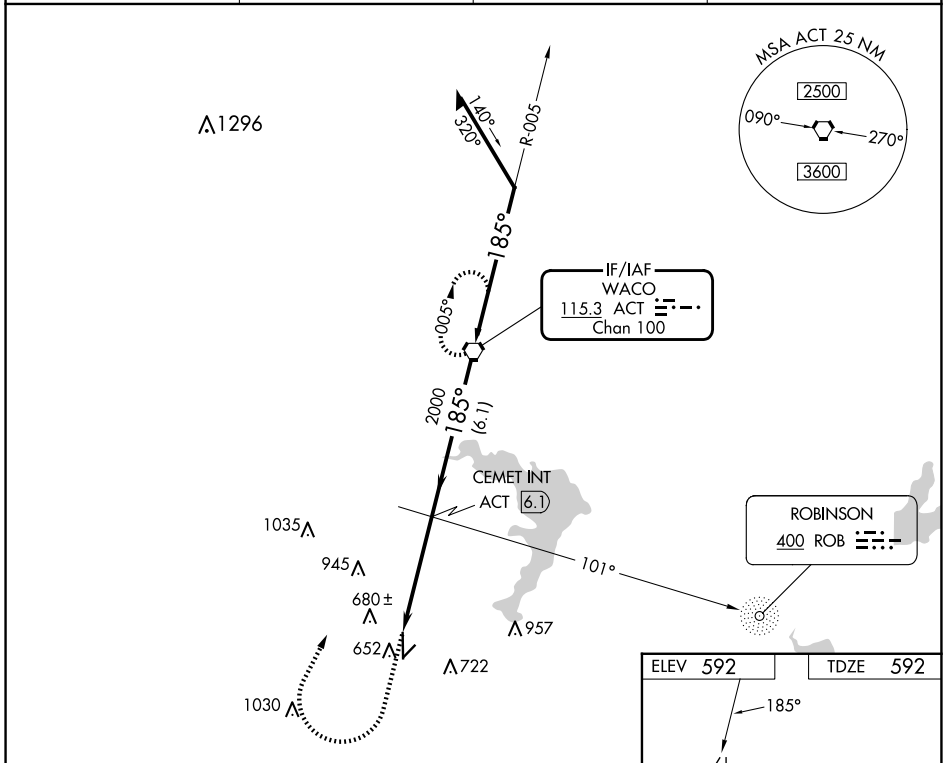 MSA ACT 25 NM
2500
090°
270°
3600
1296
140°
320°
R-005
185°
005°
IF/IAF
WACO
115.3 ACT
Chan 100
2000
185°
(6.1)
CEMET INT
ACT 6.1
1035
945
680 ±
652
101°
957
722
1030
ROBINSON
400 ROB
ELEV 592
TDZE 592
185°